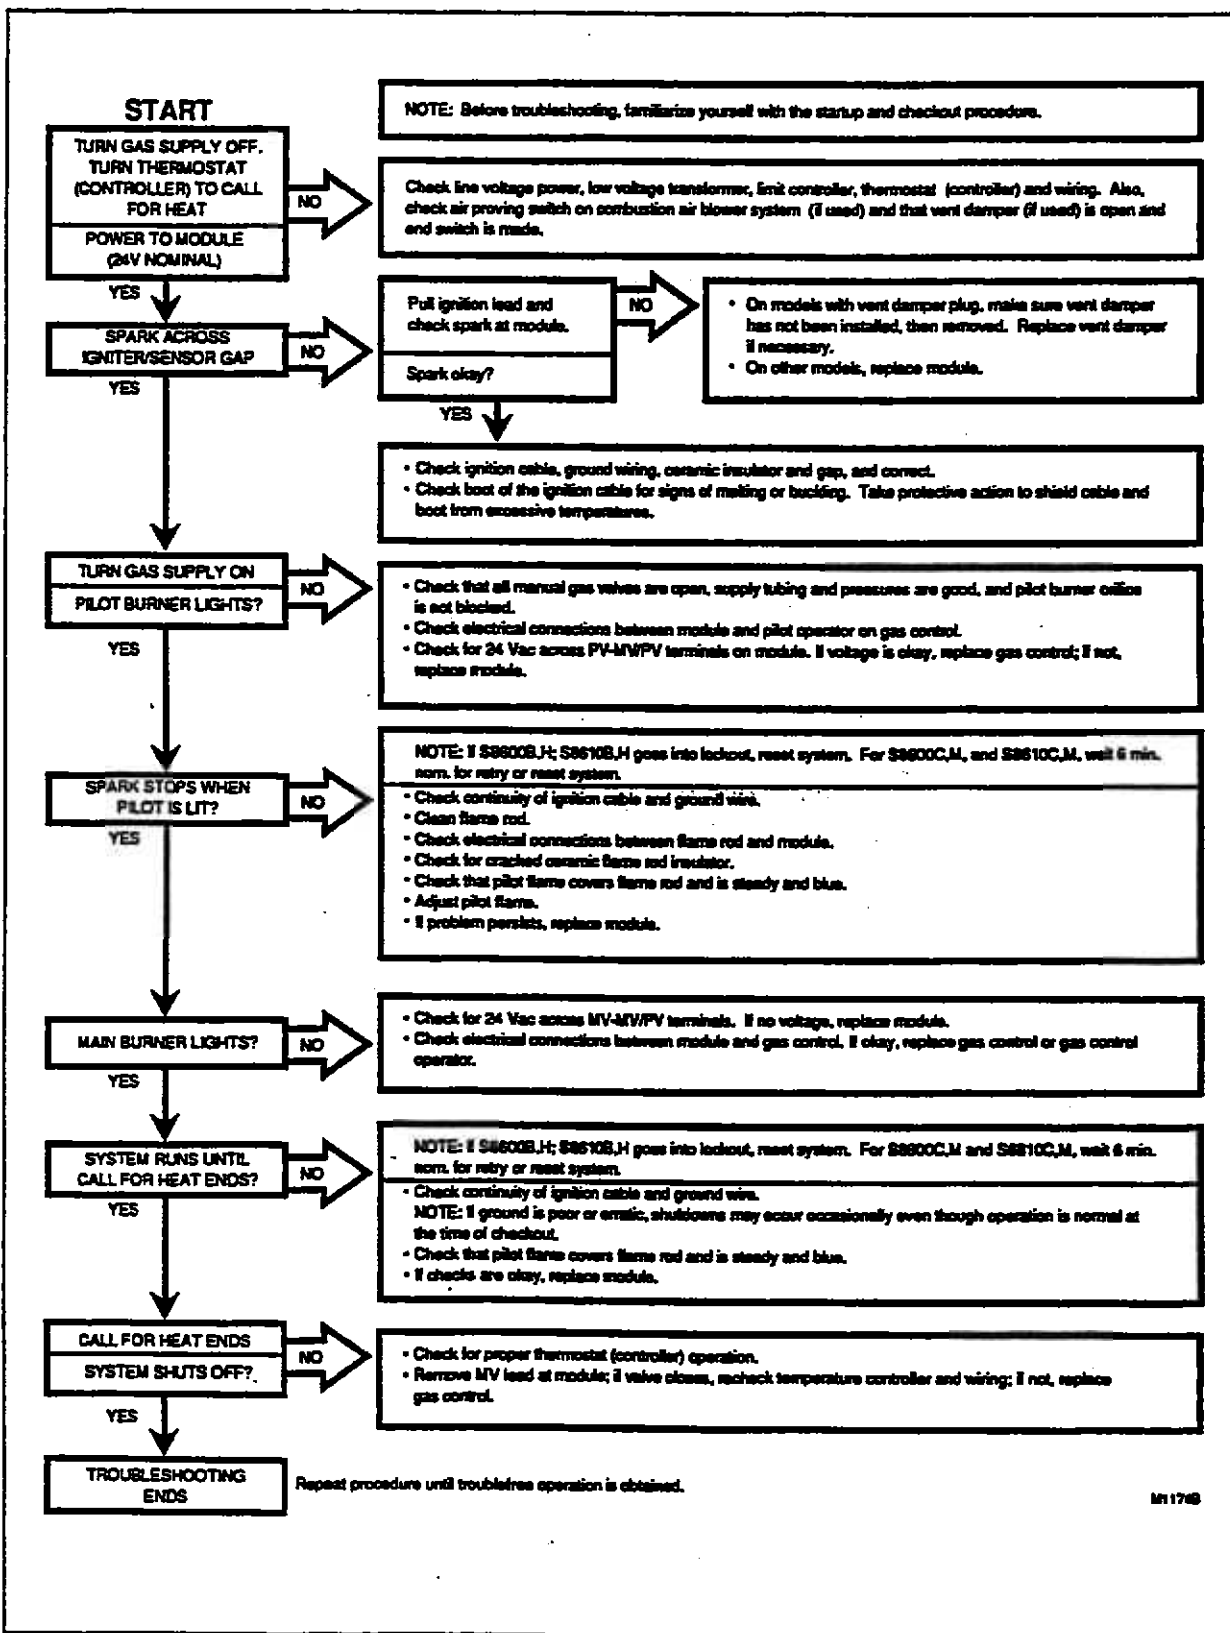 START
NOTE: Before troubleshooting, familiarize yourself with the startup and checkout procedure.
TURN GAS SUPPLY OFF.
TURN THERMOSTAT
(CONTROLLER) TO CALL
FOR HEAT
POWER TO MODULE
(24V NOMINAL)
NO
Check line voltage power, low voltage transformer, limit controller, thermostat (controller) and wiring. Also,
check air proving switch on combustion air blower system (if used) and that vent damper (if used) is open and
end switch is made.
YES
SPARK ACROSS
IGNITER/SENSOR GAP
NO
Pull ignition lead and
check spark at module.
Spark okay?
NO
• On models with vent damper plug, make sure vent damper
has not been installed, then removed. Replace vent damper
if necessary.
• On other models, replace module.
YES
YES
• Check ignition cable, ground wiring, ceramic insulator and gap, and correct.
• Check boot of the ignition cable for signs of melting or buckling. Take protective action to shield cable and
boot from excessive temperatures.
TURN GAS SUPPLY ON
PILOT BURNER LIGHTS?
NO
• Check that all manual gas valves are open, supply tubing and pressures are good, and pilot burner orifice
is not blocked.
• Check electrical connections between module and pilot operator on gas control.
• Check for 24 Vac across PV-MV/PV terminals on module. If voltage is okay, replace gas control; if not,
replace module.
YES
SPARK STOPS WHEN
PILOT IS LIT?
NO
NOTE: If S8600B,H; S8610B,H goes into lockout, reset system. For S8600C,M, and S8610C,M, wait 6 min.
nom. for retry or reset system.
• Check continuity of ignition cable and ground wire.
• Clean flame rod.
• Check electrical connections between flame rod and module.
• Check for cracked ceramic flame rod insulator.
• Check that pilot flame covers flame rod and is steady and blue.
• Adjust pilot flame.
• If problem persists, replace module.
YES
MAIN BURNER LIGHTS?
NO
• Check for 24 Vac across MV-MV/PV terminals. If no voltage, replace module.
• Check electrical connections between module and gas control. If okay, replace gas control or gas control
operator.
YES
SYSTEM RUNS UNTIL
CALL FOR HEAT ENDS?
NO
NOTE: If S8600B,H; S8610B,H goes into lockout, reset system. For S8600C,M and S8610C,M, wait 6 min.
nom. for retry or reset system.
• Check continuity of ignition cable and ground wire.
NOTE: If ground is poor or erratic, shutdowns may occur occasionally even though operation is normal at
the time of checkout.
• Check that pilot flame covers flame rod and is steady and blue.
• If checks are okay, replace module.
YES
CALL FOR HEAT ENDS
SYSTEM SHUTS OFF?
NO
• Check for proper thermostat (controller) operation.
• Remove MV lead at module; if valve closes, recheck temperature controller and wiring; if not, replace
gas control.
YES
TROUBLESHOOTING
ENDS
Repeat procedure until troublefree operation is obtained.
M1174B